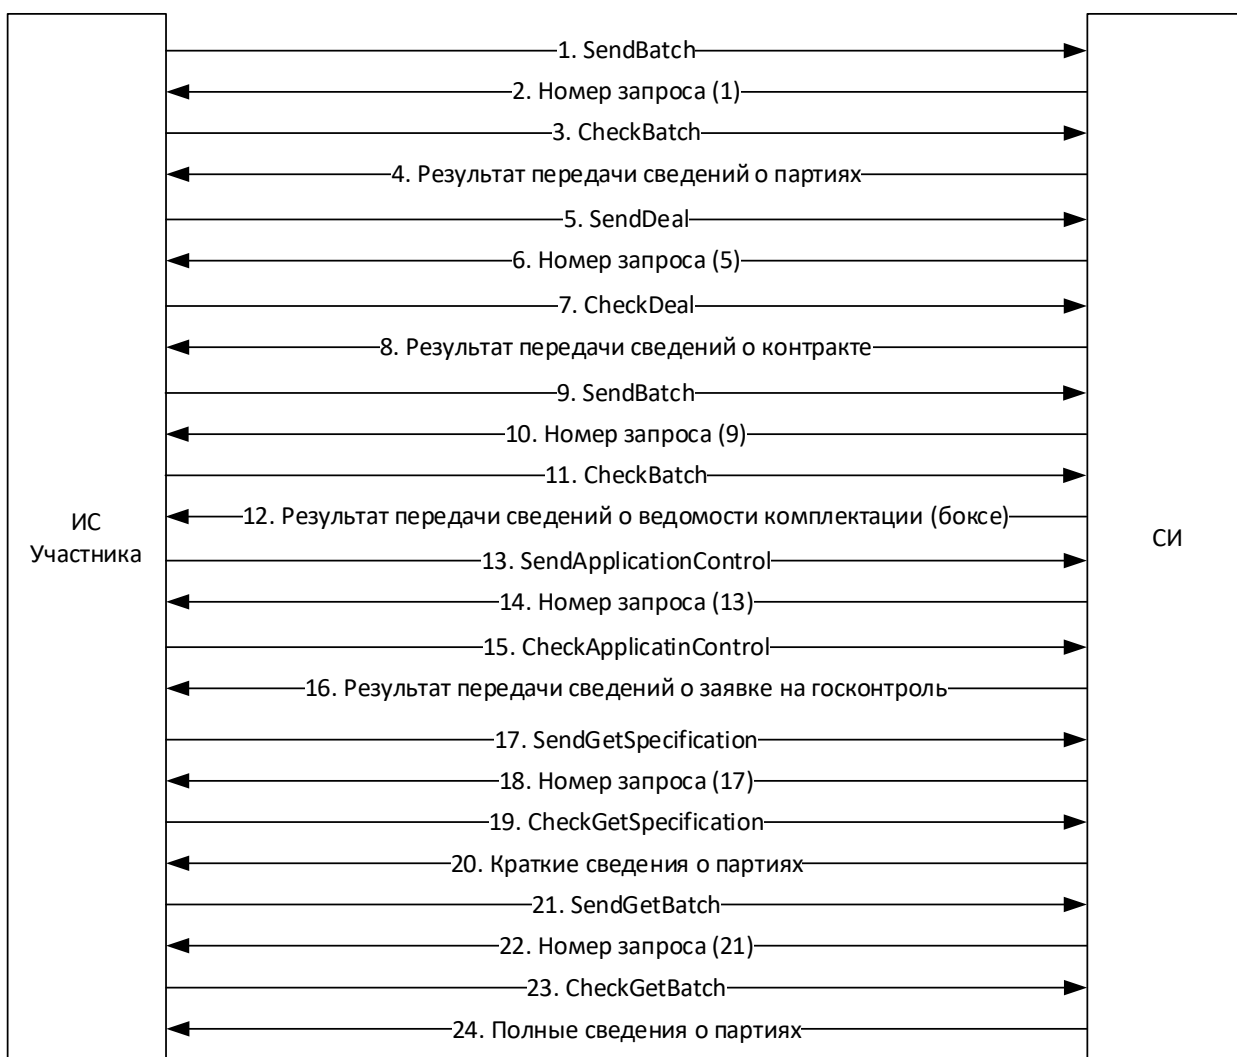 1. SendBatch
2. Номер запроса (1)
3. CheckBatch
4. Результат передачи сведений о партиях
5. SendDeal
6. Номер запроса (5)
7. CheckDeal
8. Результат передачи сведений о контракте
9. SendBatch
10. Номер запроса (9)
11. CheckBatch
12. Результат передачи сведений о ведомости комплектации (боксе)
ИС
Участника
СИ
13. SendApplicationControl
14. Номер запроса (13)
15. CheckApplicatinControl
16. Результат передачи сведений о заявке на госконтроль
17. SendGetSpecification
18. Номер запроса (17)
19. CheckGetSpecification
20. Краткие сведения о партиях
21. SendGetBatch
22. Номер запроса (21)
23. CheckGetBatch
24. Полные сведения о партиях